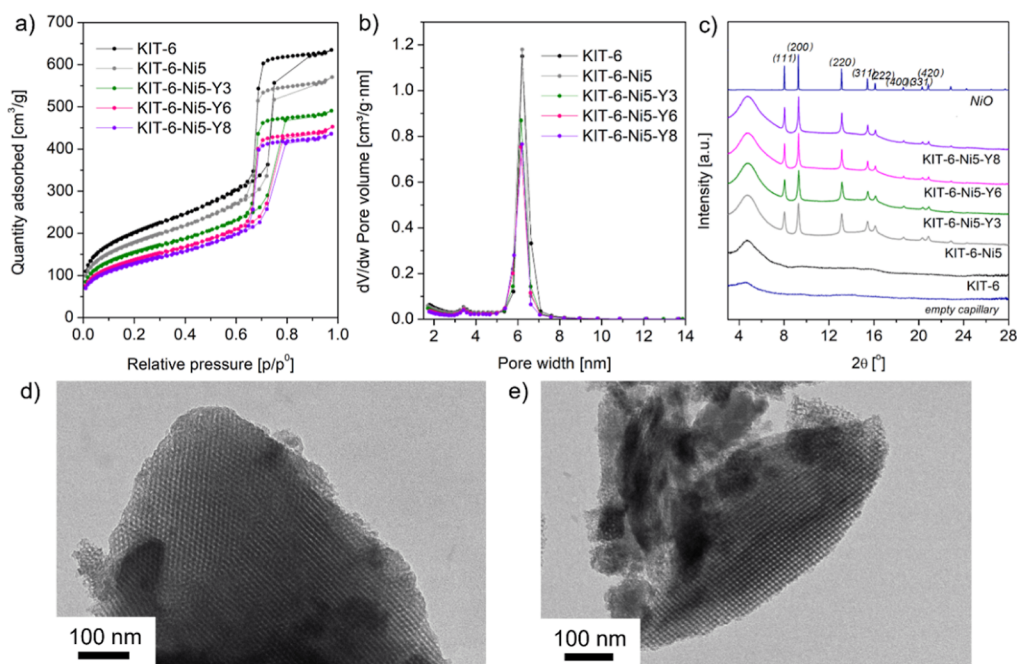 a)
700
600
500
400
300
200
100
0
Quantity adsorbed [cm³/g]
KIT-6
KIT-6-Ni5
KIT-6-Ni5-Y3
KIT-6-Ni5-Y6
KIT-6-Ni5-Y8
0.0 0.2 0.4 0.6 0.8 1.0
Relative pressure [p/p⁰]
b)
1.2
1.0
0.8
0.6
0.4
0.2
0.0
dV/dw Pore volume [cm³/g·nm]
KIT-6
KIT-6-Ni5
KIT-6-Ni5-Y3
KIT-6-Ni5-Y6
KIT-6-Ni5-Y8
2 4 6 8 10 12 14
Pore width [nm]
c)
Intensity [a.u.]
(200)
(111)
(220)
(311)
(222)
(400)
(331)
(420)
NiO
KIT-6-Ni5-Y8
KIT-6-Ni5-Y6
KIT-6-Ni5-Y3
KIT-6-Ni5
KIT-6
empty capillary
4 8 12 16 20 24 28
2θ [°]
d)
100 nm
e)
100 nm